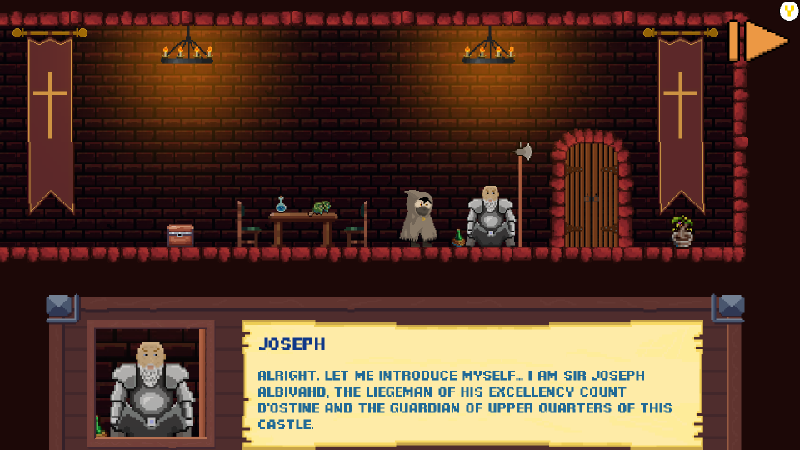 Y
JOSEPH
ALRIGHT. LET ME INTRODUCE MYSELF... I AM SIR JOSEPH
ALBIVAHD, THE LIEGEMAN OF HIS EXCELLENCY COUNT
D'OSTINE AND THE GUARDIAN OF UPPER QUARTERS OF THIS
CASTLE.